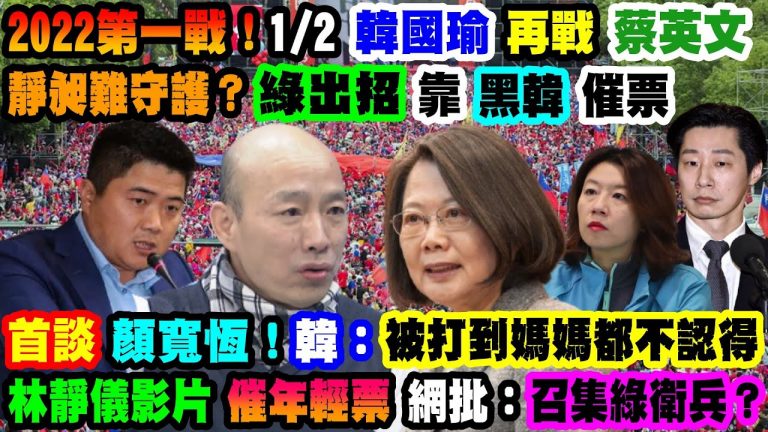 2022第一戰！1/2 韓國瑜 再戰 蔡英文
靜昶難守護？綠出招 靠 黑韓 催票
首談 顏寬恆！韓：被打到媽媽都不認得
林靜儀影片 催年輕票 網批：召集綠衛兵？